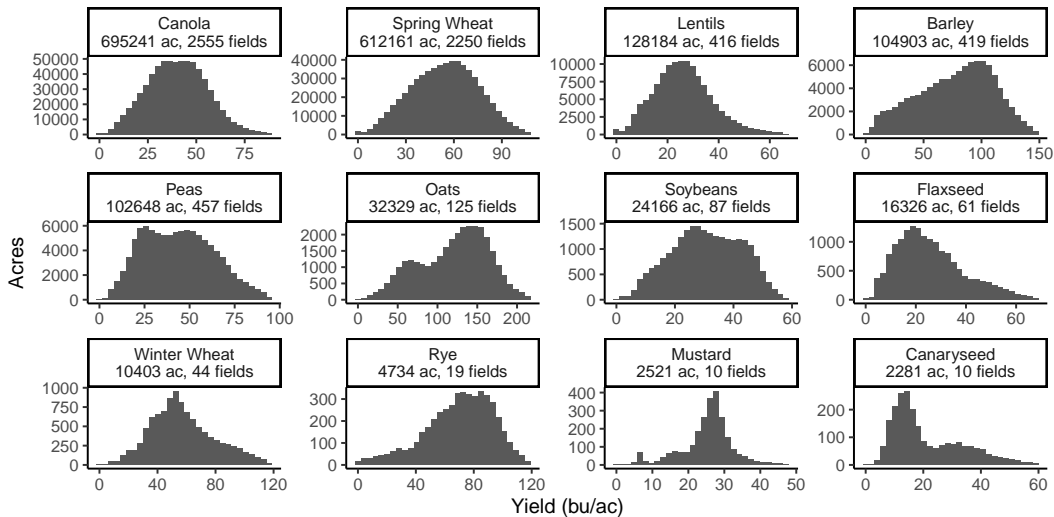 Canola
695241 ac, 2555 fields
Spring Wheat
612161 ac, 2250 fields
Lentils
128184 ac, 416 fields
Barley
104903 ac, 419 fields
50000
40000
30000
20000
10000
0
0 25 50 75
40000
30000
20000
10000
0
0 30 60 90
10000
7500
5000
2500
0
0 20 40 60
6000
4000
2000
0
0 50 100 150
Peas
102648 ac, 457 fields
Oats
32329 ac, 125 fields
Soybeans
24166 ac, 87 fields
Flaxseed
16326 ac, 61 fields
Acres
6000
4000
2000
0
0 25 50 75 100
2000
1500
1000
500
0
0 50 100 150 200
1500
1000
500
0
0 20 40 60
1000
500
0
0 20 40 60
Winter Wheat
10403 ac, 44 fields
Rye
4734 ac, 19 fields
Mustard
2521 ac, 10 fields
Canaryseed
2281 ac, 10 fields
1000
750
500
250
0
0 40 80 120
300
200
100
0
0 40 80 120
400
300
200
100
0
0 10 20 30 40 50
200
100
0
0 20 40 60
Yield (bu/ac)